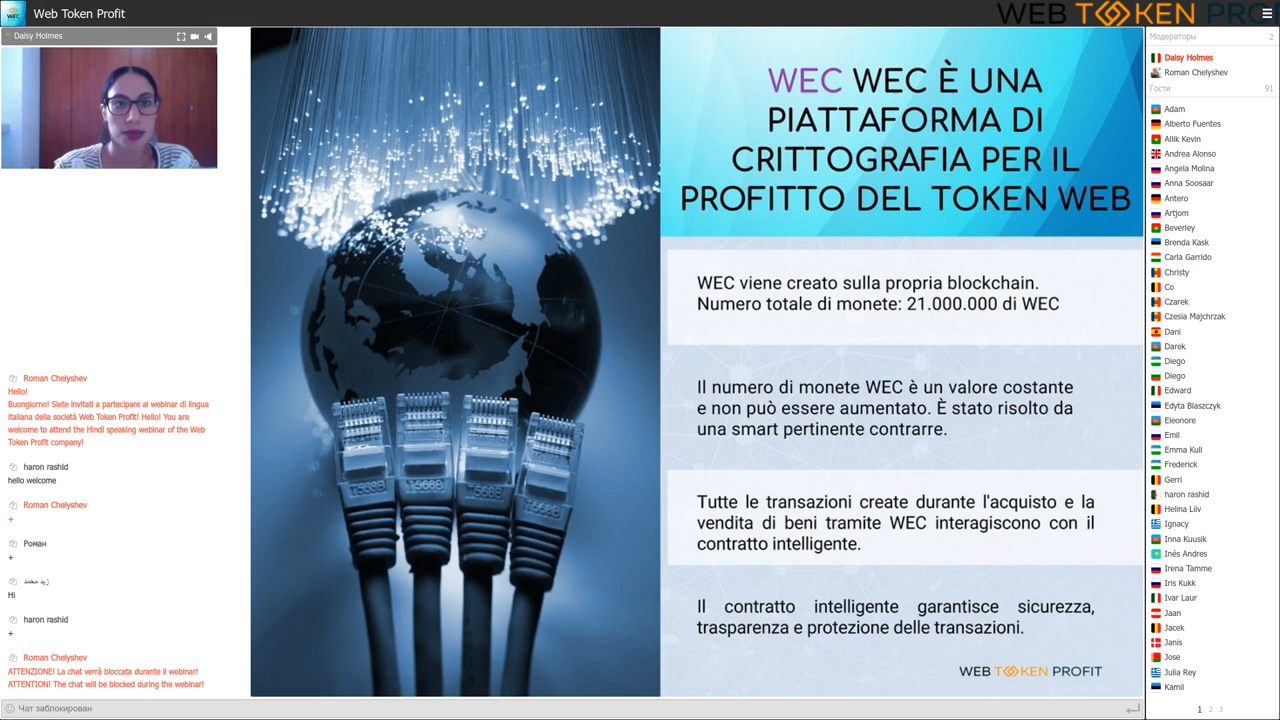 WEC
Web Token Profit
WEB TOKEN PRO
Daisy Holmes
Roman Chelyshev
Hello!
Buongiorno! Siete invitati a partecipare al webinar di lingua
italiana della società Web Token Profit! Hello! You are
welcome to attend the Hindi speaking webinar of the Web
Token Profit company!
haron rashid
hello welcome
Roman Chelyshev
+
Роман
+
زيد محمد
Hi
haron rashid
+
Roman Chelyshev
ATTENZIONE! La chat verrà bloccata durante il webinar!
ATTENTION! The chat will be blocked during the webinar!
Чат заблокирован
WEC WEC È UNA
PIATTAFORMA DI
CRITTOGRAFIA PER IL
PROFITTO DEL TOKEN WEB
WEC viene creato sulla propria blockchain.
Numero totale di monete: 21.000.000 di WEC
Il numero di monete WEC è un valore costante
e non può essere aumentato. È stato risolto da
una smart pertinente contrarre.
Tutte le transazioni create durante l'acquisto e la
vendita di beni tramite WEC interagiscono con il
contratto intelligente.
Il contratto intelligente garantisce sicurezza,
trasparenza e protezione delle transazioni.
WEB TOKEN PROFIT
T568B
T568B
T568B
Модераторы 2
Daisy Holmes
Roman Chelyshev
Гости 91
Adam
Alberto Fuentes
Allik Kevin
Andrea Alonso
Angela Molina
Anna Soosaar
Antero
Artjom
Beverley
Brenda Kask
Carla Garrido
Christy
Co
Czarek
Czesia Majchrzak
Dani
Darek
Diego
Diego
Edward
Edyta Blaszczyk
Eleonore
Emil
Emma Kull
Frederick
Gerri
haron rashid
Helina Liiv
Ignacy
Inna Kuusik
Inés Andres
Irena Tamme
Iris Kukk
Ivar Laur
Jaan
Jacek
Janis
Jose
Julia Rey
Kamil
1 2 3